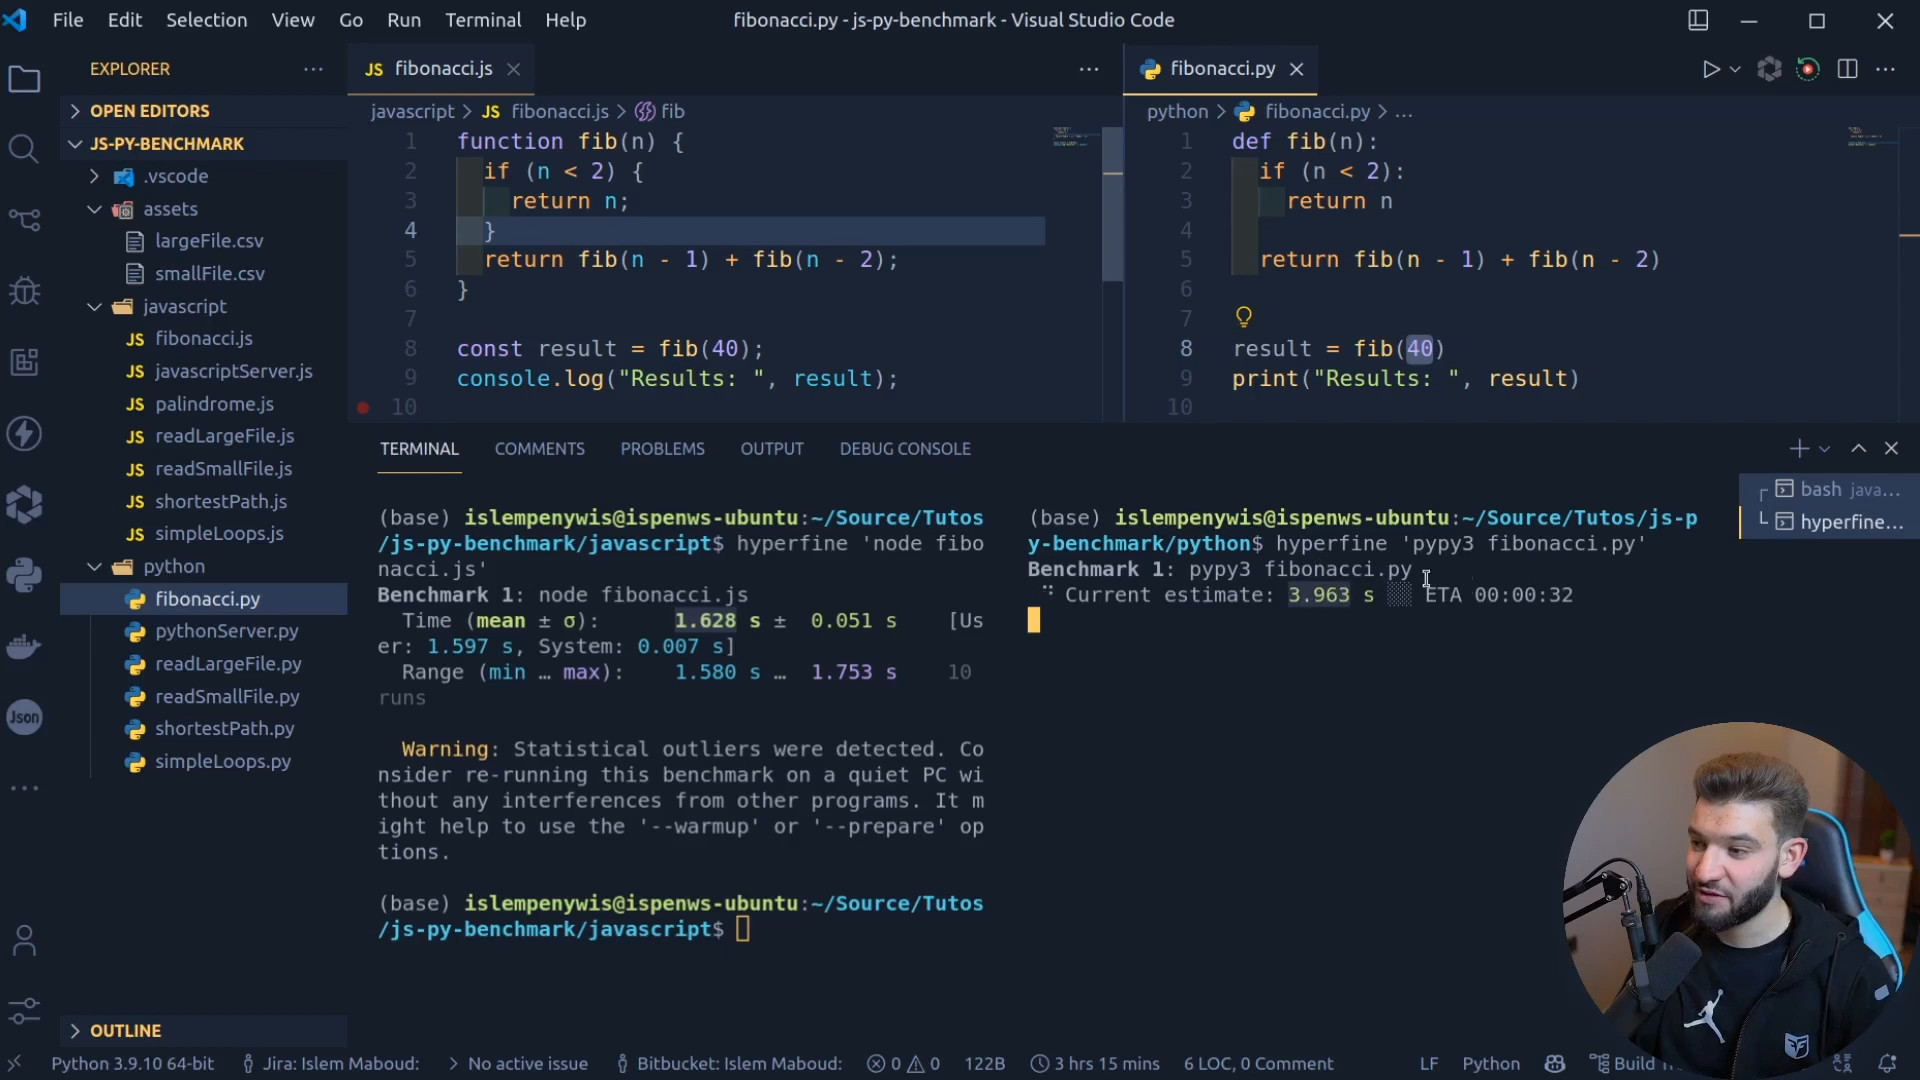 File Edit Selection View Go Run Terminal Help
fibonacci.py - js-py-benchmark - Visual Studio Code
EXPLORER
OPEN EDITORS
JS-PY-BENCHMARK
.vscode
assets
largeFile.csv
smallFile.csv
javascript
JS fibonacci.js
JS javascriptServer.js
JS palindrome.js
JS readLargeFile.js
JS readSmallFile.js
JS shortestPath.js
JS simpleLoops.js
python
fibonacci.py
pythonServer.py
readLargeFile.py
readSmallFile.py
shortestPath.py
simpleLoops.py
OUTLINE
Json
JS fibonacci.js
javascript > JS fibonacci.js > fib
1 function fib(n) {
2 if (n < 2) {
3 return n;
4 }
5 return fib(n - 1) + fib(n - 2);
6 }
7
8 const result = fib(40);
9 console.log("Results: ", result);
10
fibonacci.py
python > fibonacci.py > ...
1 def fib(n):
2 if (n < 2):
3 return n
4
5 return fib(n - 1) + fib(n - 2)
6
7
8 result = fib(40)
9 print("Results: ", result)
10
TERMINAL COMMENTS PROBLEMS OUTPUT DEBUG CONSOLE
(base) islempenywis@ispenws-ubuntu:~/Source/Tutos
/js-py-benchmark/javascript$ hyperfine 'node fibo
nacci.js'
Benchmark 1: node fibonacci.js
Time (mean ± σ): 1.628 s ± 0.051 s [Us
er: 1.597 s, System: 0.007 s]
Range (min … max): 1.580 s … 1.753 s 10
runs
Warning: Statistical outliers were detected. Co
nsider re-running this benchmark on a quiet PC wi
thout any interferences from other programs. It m
ight help to use the '--warmup' or '--prepare' op
tions.
(base) islempenywis@ispenws-ubuntu:~/Source/Tutos
/js-py-benchmark/javascript$
(base) islempenywis@ispenws-ubuntu:~/Source/Tutos/js-p
y-benchmark/python$ hyperfine 'pypy3 fibonacci.py'
Benchmark 1: pypy3 fibonacci.py
Current estimate: 3.963 s ETA 00:00:32
bash java...
hyperfine...
Python 3.9.10 64-bit Jira: Islem Maboud: > No active issue Bitbucket: Islem Maboud: 0 0 122B 3 hrs 15 mins 6 LOC, 0 Comment LF Python Build